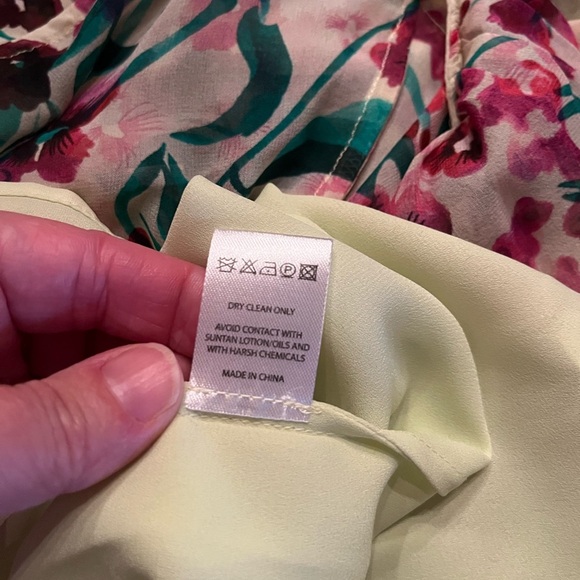 DRY CLEAN ONLY
AVOID CONTACT WITH
SUNTAN LOTION/OILS AND
WITH HARSH CHEMICALS
MADE IN CHINA